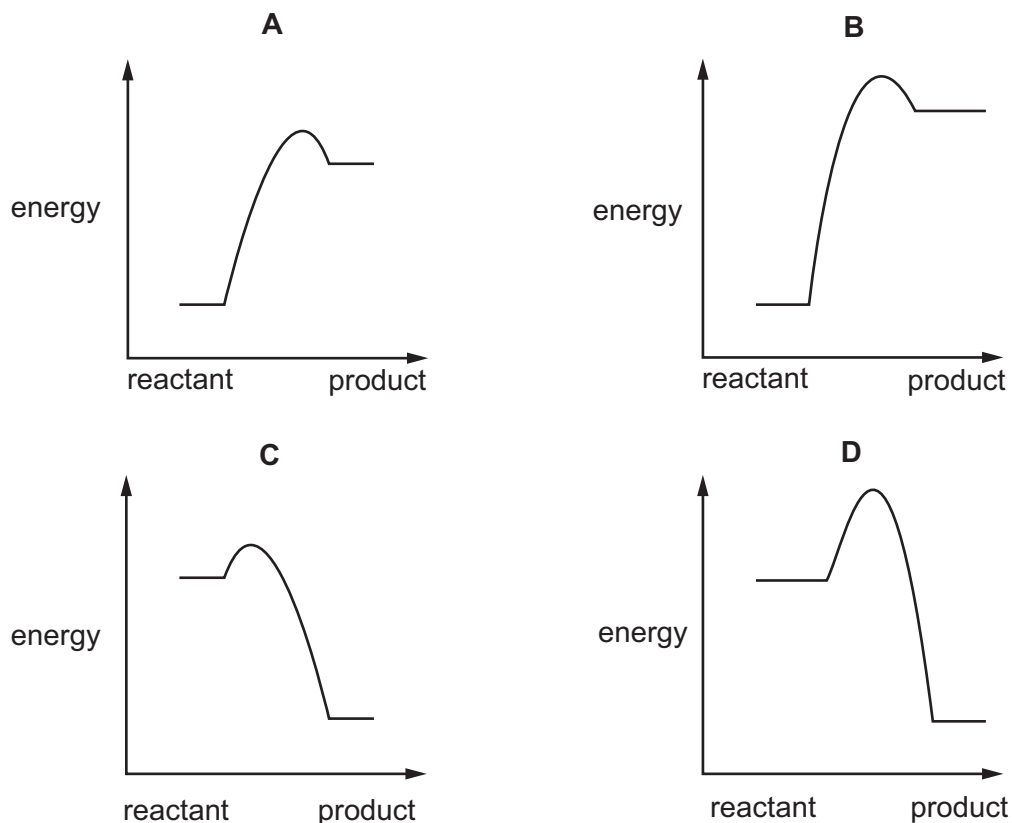 A
B
energy
energy
reactant product
reactant product
C
D
energy
energy
reactant product
reactant product